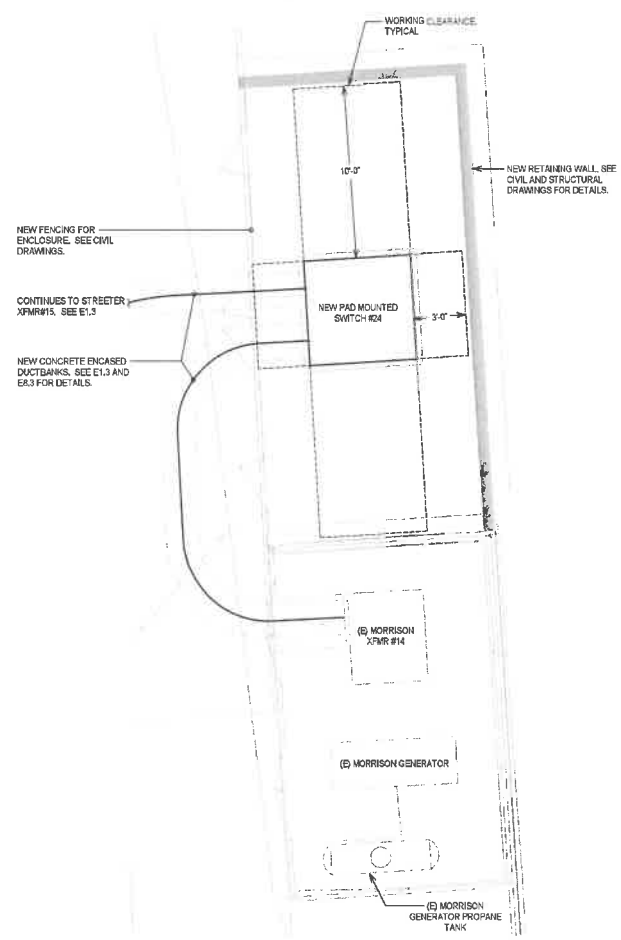 WORKING CLEARANCE,
TYPICAL
10'-0"
NEW RETAINING WALL, SEE
CIVIL AND STRUCTURAL
DRAWINGS FOR DETAILS.
NEW FENCING FOR
ENCLOSURE. SEE CIVIL
DRAWINGS.
CONTINUES TO STREETER
XFMR#15. SEE E1.3
NEW PAD MOUNTED
SWITCH #24
3'-0"
NEW CONCRETE ENCASED
DUCTBANKS. SEE E1.3 AND
E6.3 FOR DETAILS.
(E) MORRISON
XFMR #14
(E) MORRISON GENERATOR
(E) MORRISON
GENERATOR PROPANE
TANK